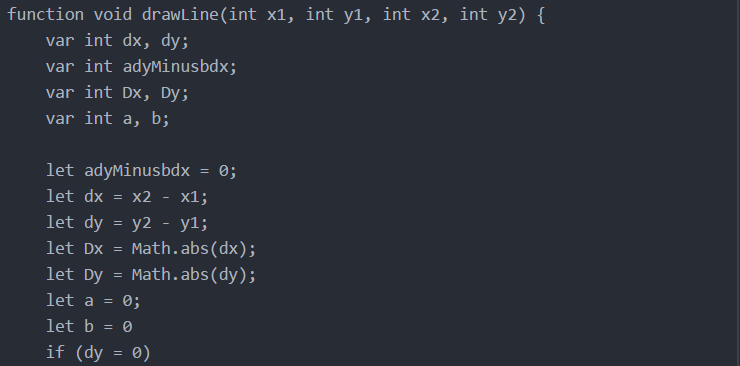 function void drawLine(int x1, int y1, int x2, int y2) {
    var int dx, dy;
    var int adyMinusbdx;
    var int Dx, Dy;
    var int a, b;

    let adyMinusbdx = 0;
    let dx = x2 - x1;
    let dy = y2 - y1;
    let Dx = Math.abs(dx);
    let Dy = Math.abs(dy);
    let a = 0;
    let b = 0
    if (dy = 0)